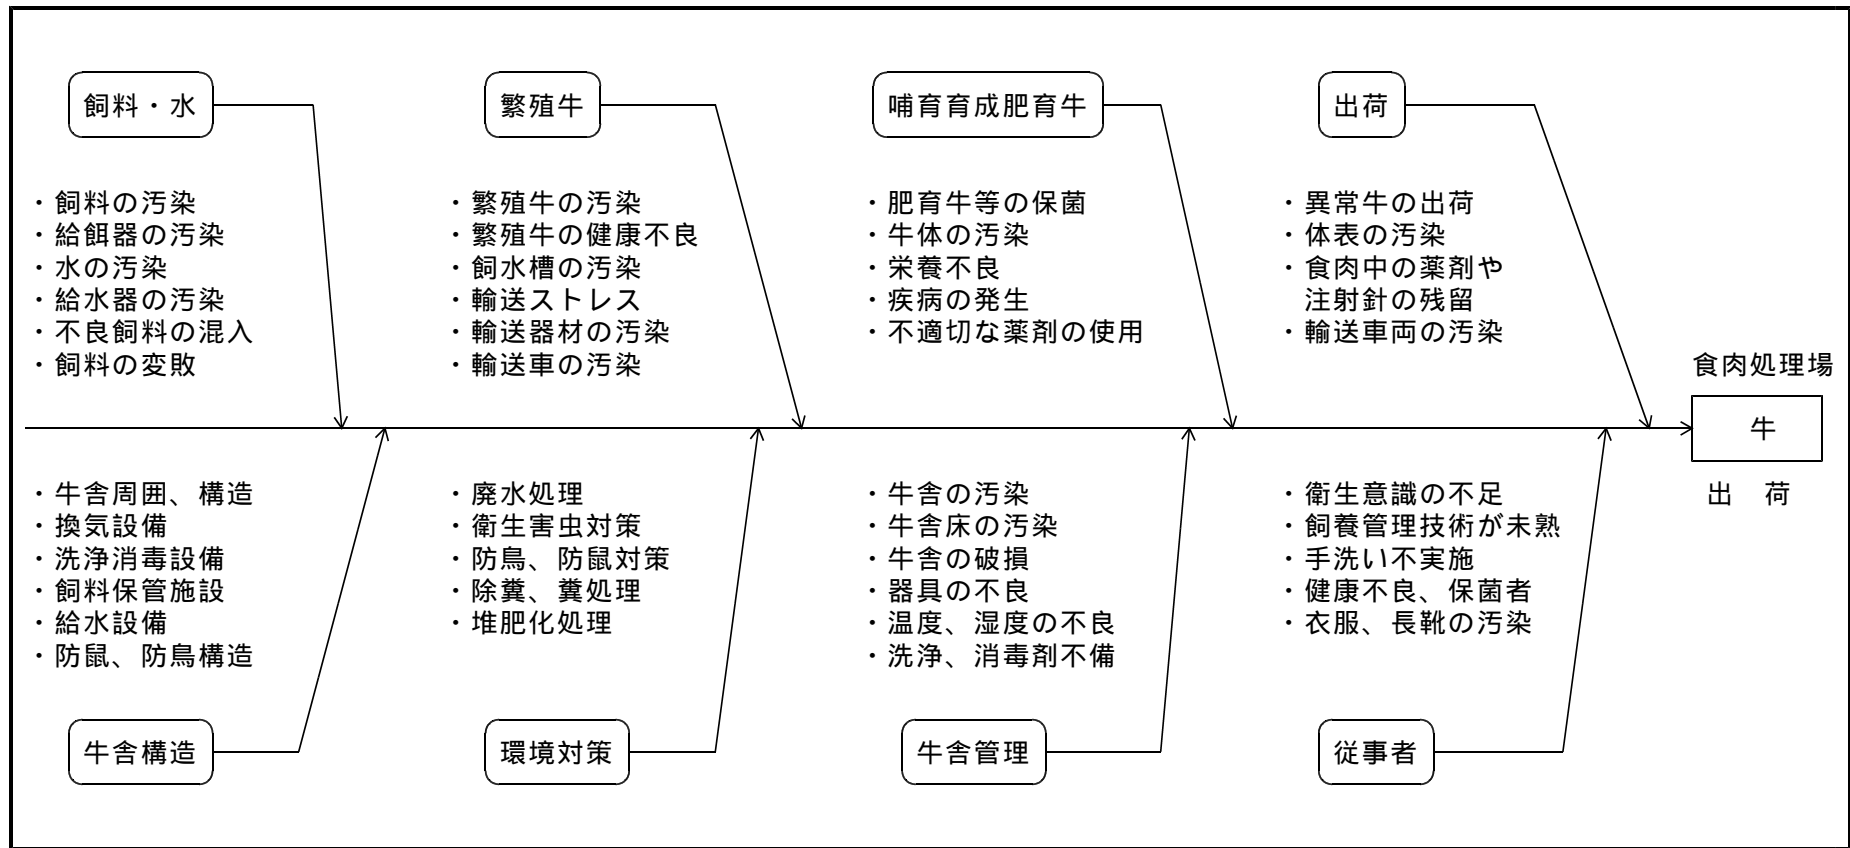 飼料・水
・飼料の汚染
・給餌器の汚染
・水の汚染
・給水器の汚染
・不良飼料の混入
・飼料の変敗
繁殖牛
・繁殖牛の汚染
・繁殖牛の健康不良
・飼水槽の汚染
・輸送ストレス
・輸送器材の汚染
・輸送車の汚染
哺育育成肥育牛
・肥育牛等の保菌
・牛体の汚染
・栄養不良
・疾病の発生
・不適切な薬剤の使用
出荷
・異常牛の出荷
・体表の汚染
・食肉中の薬剤や
注射針の残留
・輸送車両の汚染
食肉処理場
牛
出　荷
・牛舎周囲、構造
・換気設備
・洗浄消毒設備
・飼料保管施設
・給水設備
・防鼠、防鳥構造
牛舎構造
・廃水処理
・衛生害虫対策
・防鳥、防鼠対策
・除糞、糞処理
・堆肥化処理
環境対策
・牛舎の汚染
・牛舎床の汚染
・牛舎の破損
・器具の不良
・温度、湿度の不良
・洗浄、消毒剤不備
牛舎管理
・衛生意識の不足
・飼養管理技術が未熟
・手洗い不実施
・健康不良、保菌者
・衣服、長靴の汚染
従事者